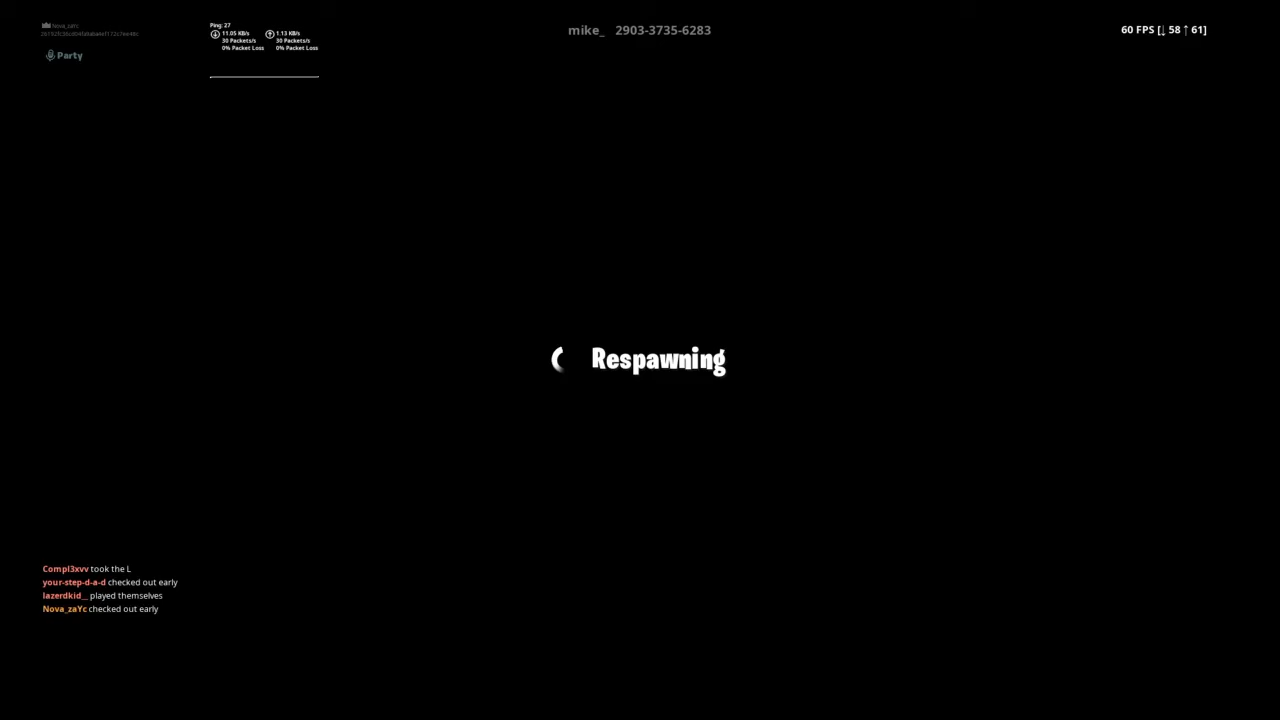 Nova_zaYc
Party
Ping: 27
11.05 KB/s
30 Packets/s
0% Packet Loss
1.13 KB/s
30 Packets/s
0% Packet Loss
mike_ 2903-3735-6283
60 FPS [↓ 58 ↑ 61]
Respawning
Compl3xvv took the L
your-step-d-a-d checked out early
lazerdkid__ played themselves
Nova_zaYc checked out early